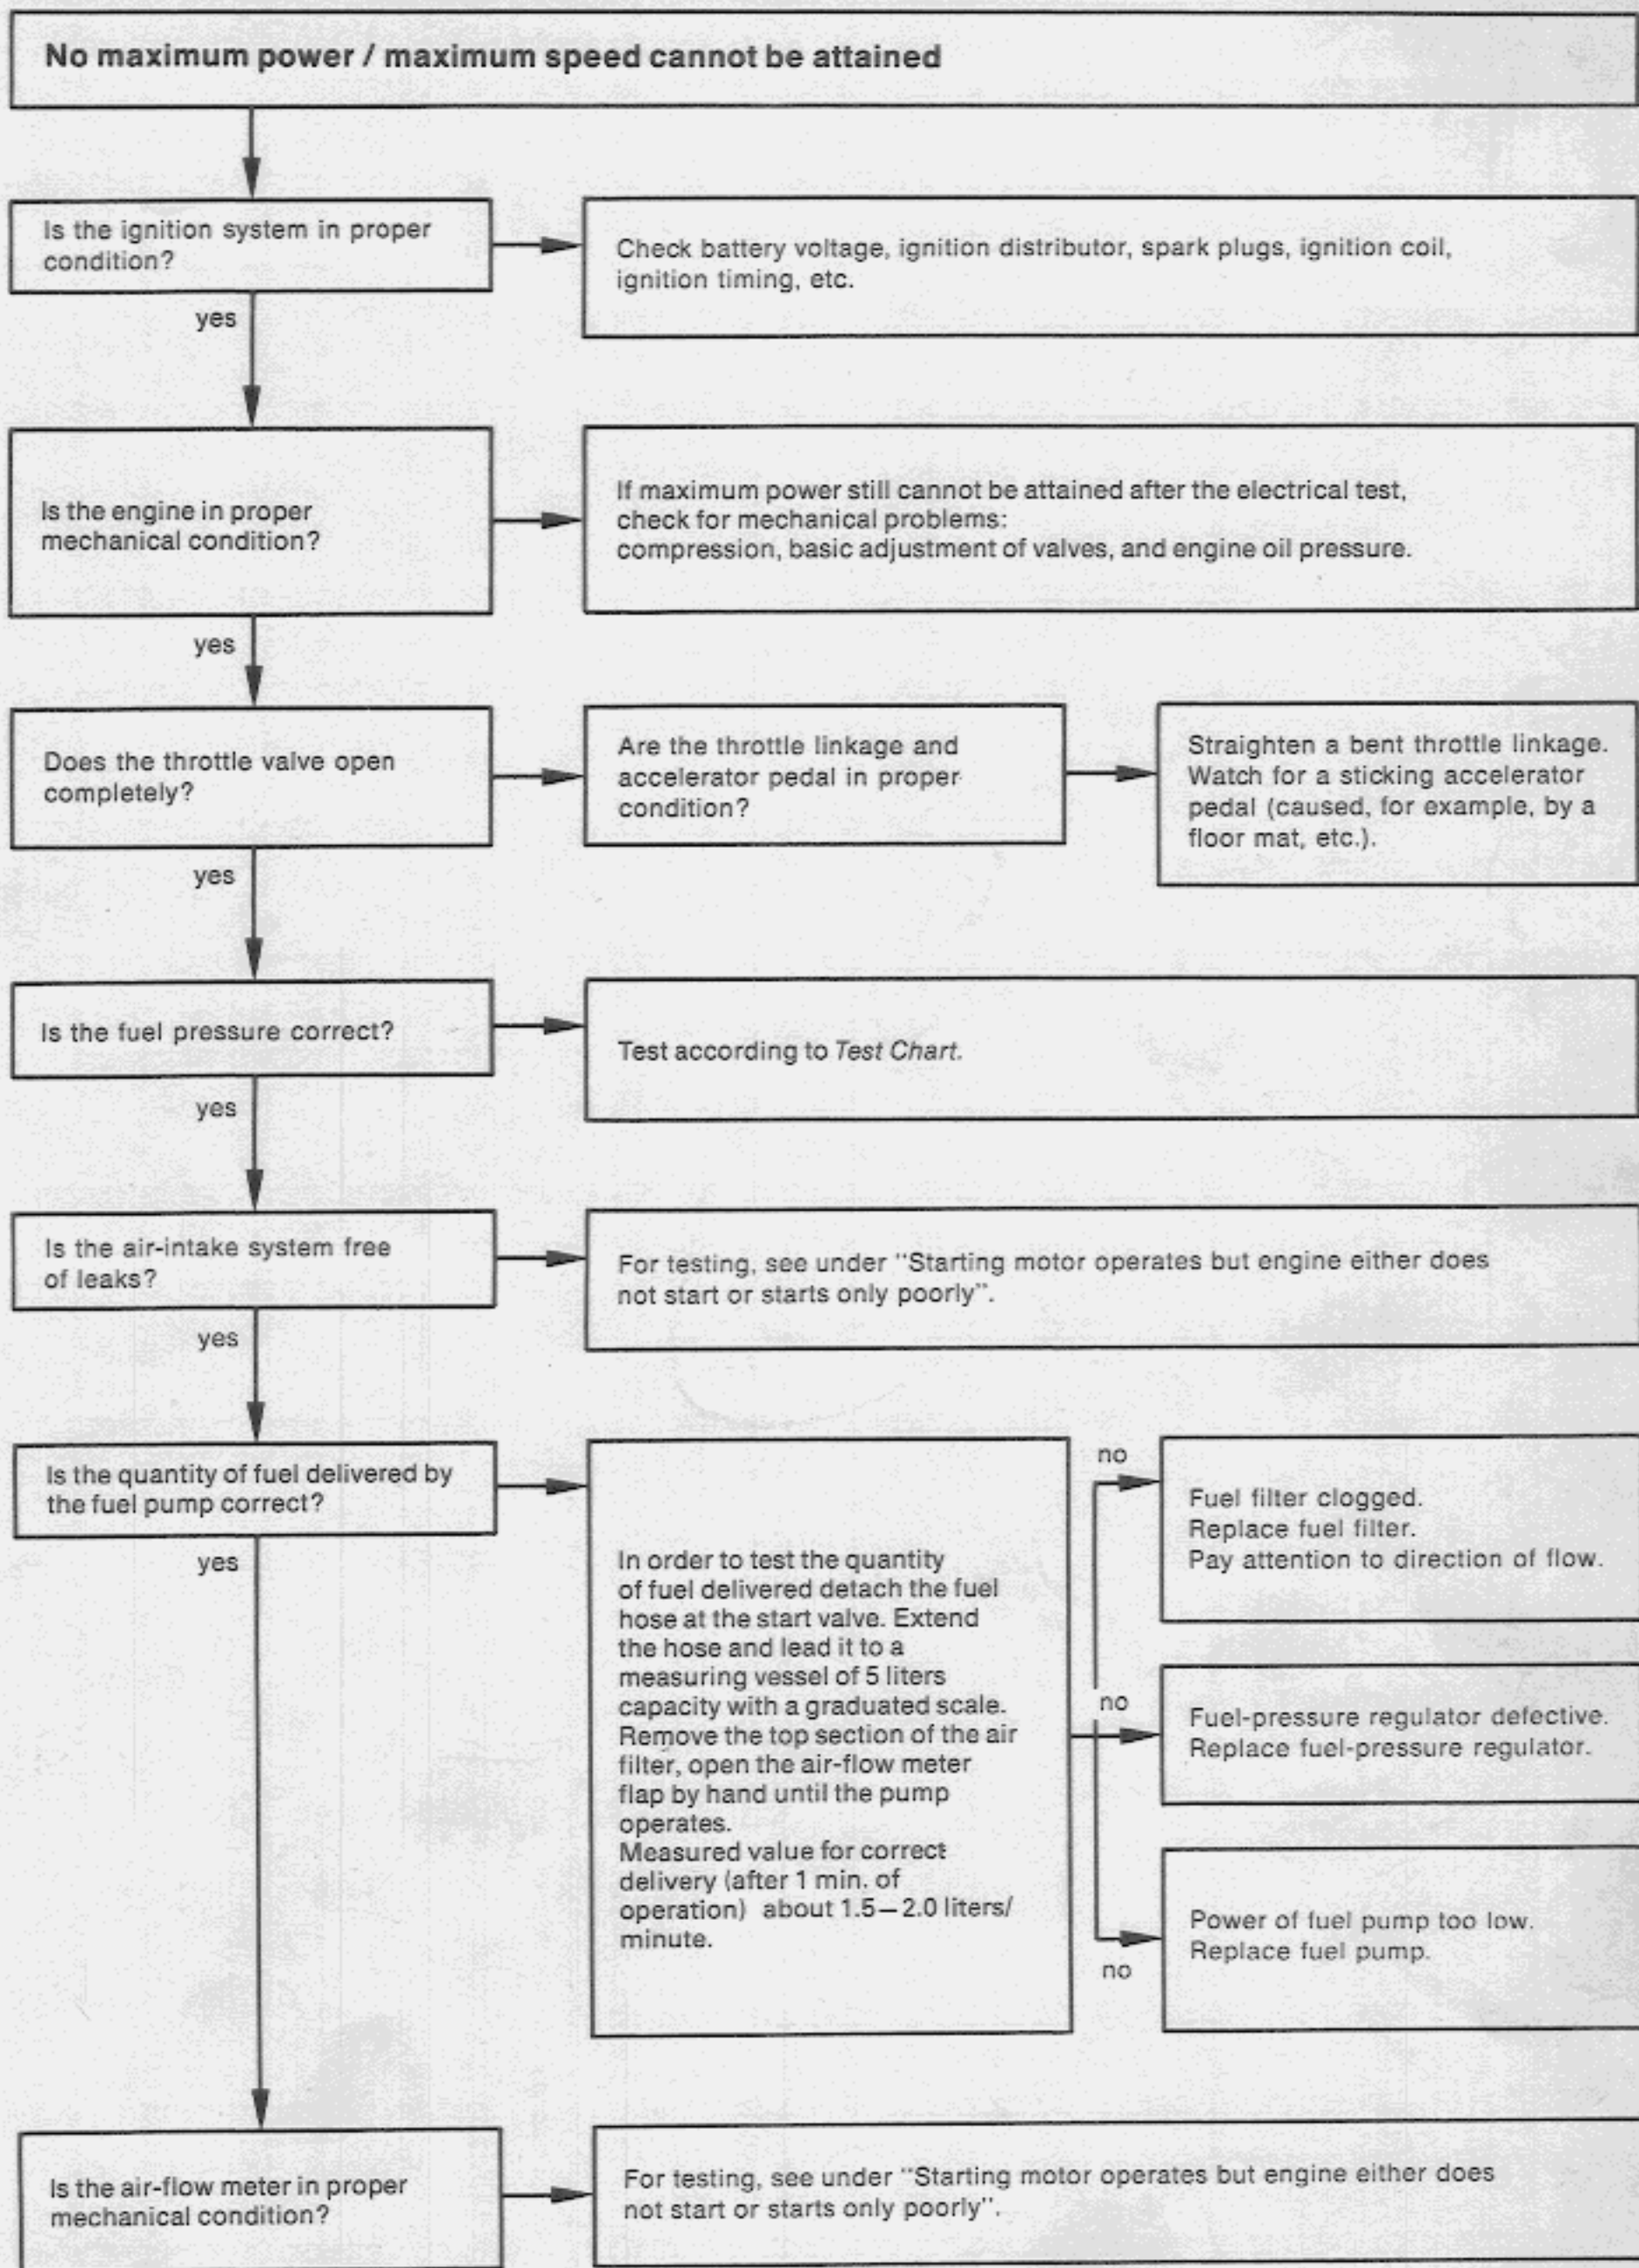 No maximum power / maximum speed cannot be attained
Is the ignition system in proper
condition?
Check battery voltage, ignition distributor, spark plugs, ignition coil,
ignition timing, etc.
yes
Is the engine in proper
mechanical condition?
If maximum power still cannot be attained after the electrical test,
check for mechanical problems:
compression, basic adjustment of valves, and engine oil pressure.
yes
Does the throttle valve open
completely?
Are the throttle linkage and
accelerator pedal in proper
condition?
Straighten a bent throttle linkage.
Watch for a sticking accelerator
pedal (caused, for example, by a
floor mat, etc.).
yes
Is the fuel pressure correct?
Test according to Test Chart.
yes
Is the air-intake system free
of leaks?
For testing, see under "Starting motor operates but engine either does
not start or starts only poorly".
yes
Is the quantity of fuel delivered by
the fuel pump correct?
yes
In order to test the quantity
of fuel delivered detach the fuel
hose at the start valve. Extend
the hose and lead it to a
measuring vessel of 5 liters
capacity with a graduated scale.
Remove the top section of the air
filter, open the air-flow meter
flap by hand until the pump
operates.
Measured value for correct
delivery (after 1 min. of
operation) about 1.5–2.0 liters/
minute.
no
Fuel filter clogged.
Replace fuel filter.
Pay attention to direction of flow.
no
Fuel-pressure regulator defective.
Replace fuel-pressure regulator.
no
Power of fuel pump too low.
Replace fuel pump.
Is the air-flow meter in proper
mechanical condition?
For testing, see under "Starting motor operates but engine either does
not start or starts only poorly".